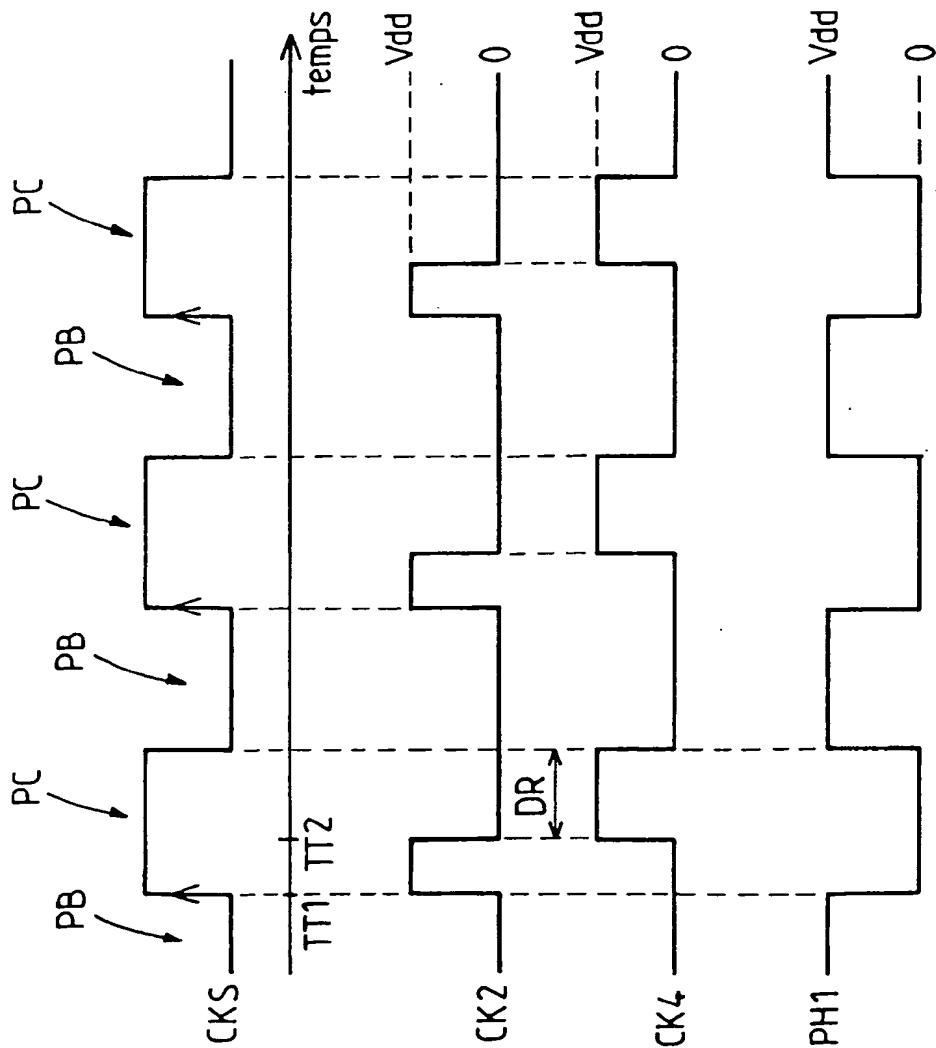 PB PC PB PC PB PC
CKS
TT1 TT2 temps
Vdd
CK2 0
DR
Vdd
CK4 0
PH1 Vdd
0